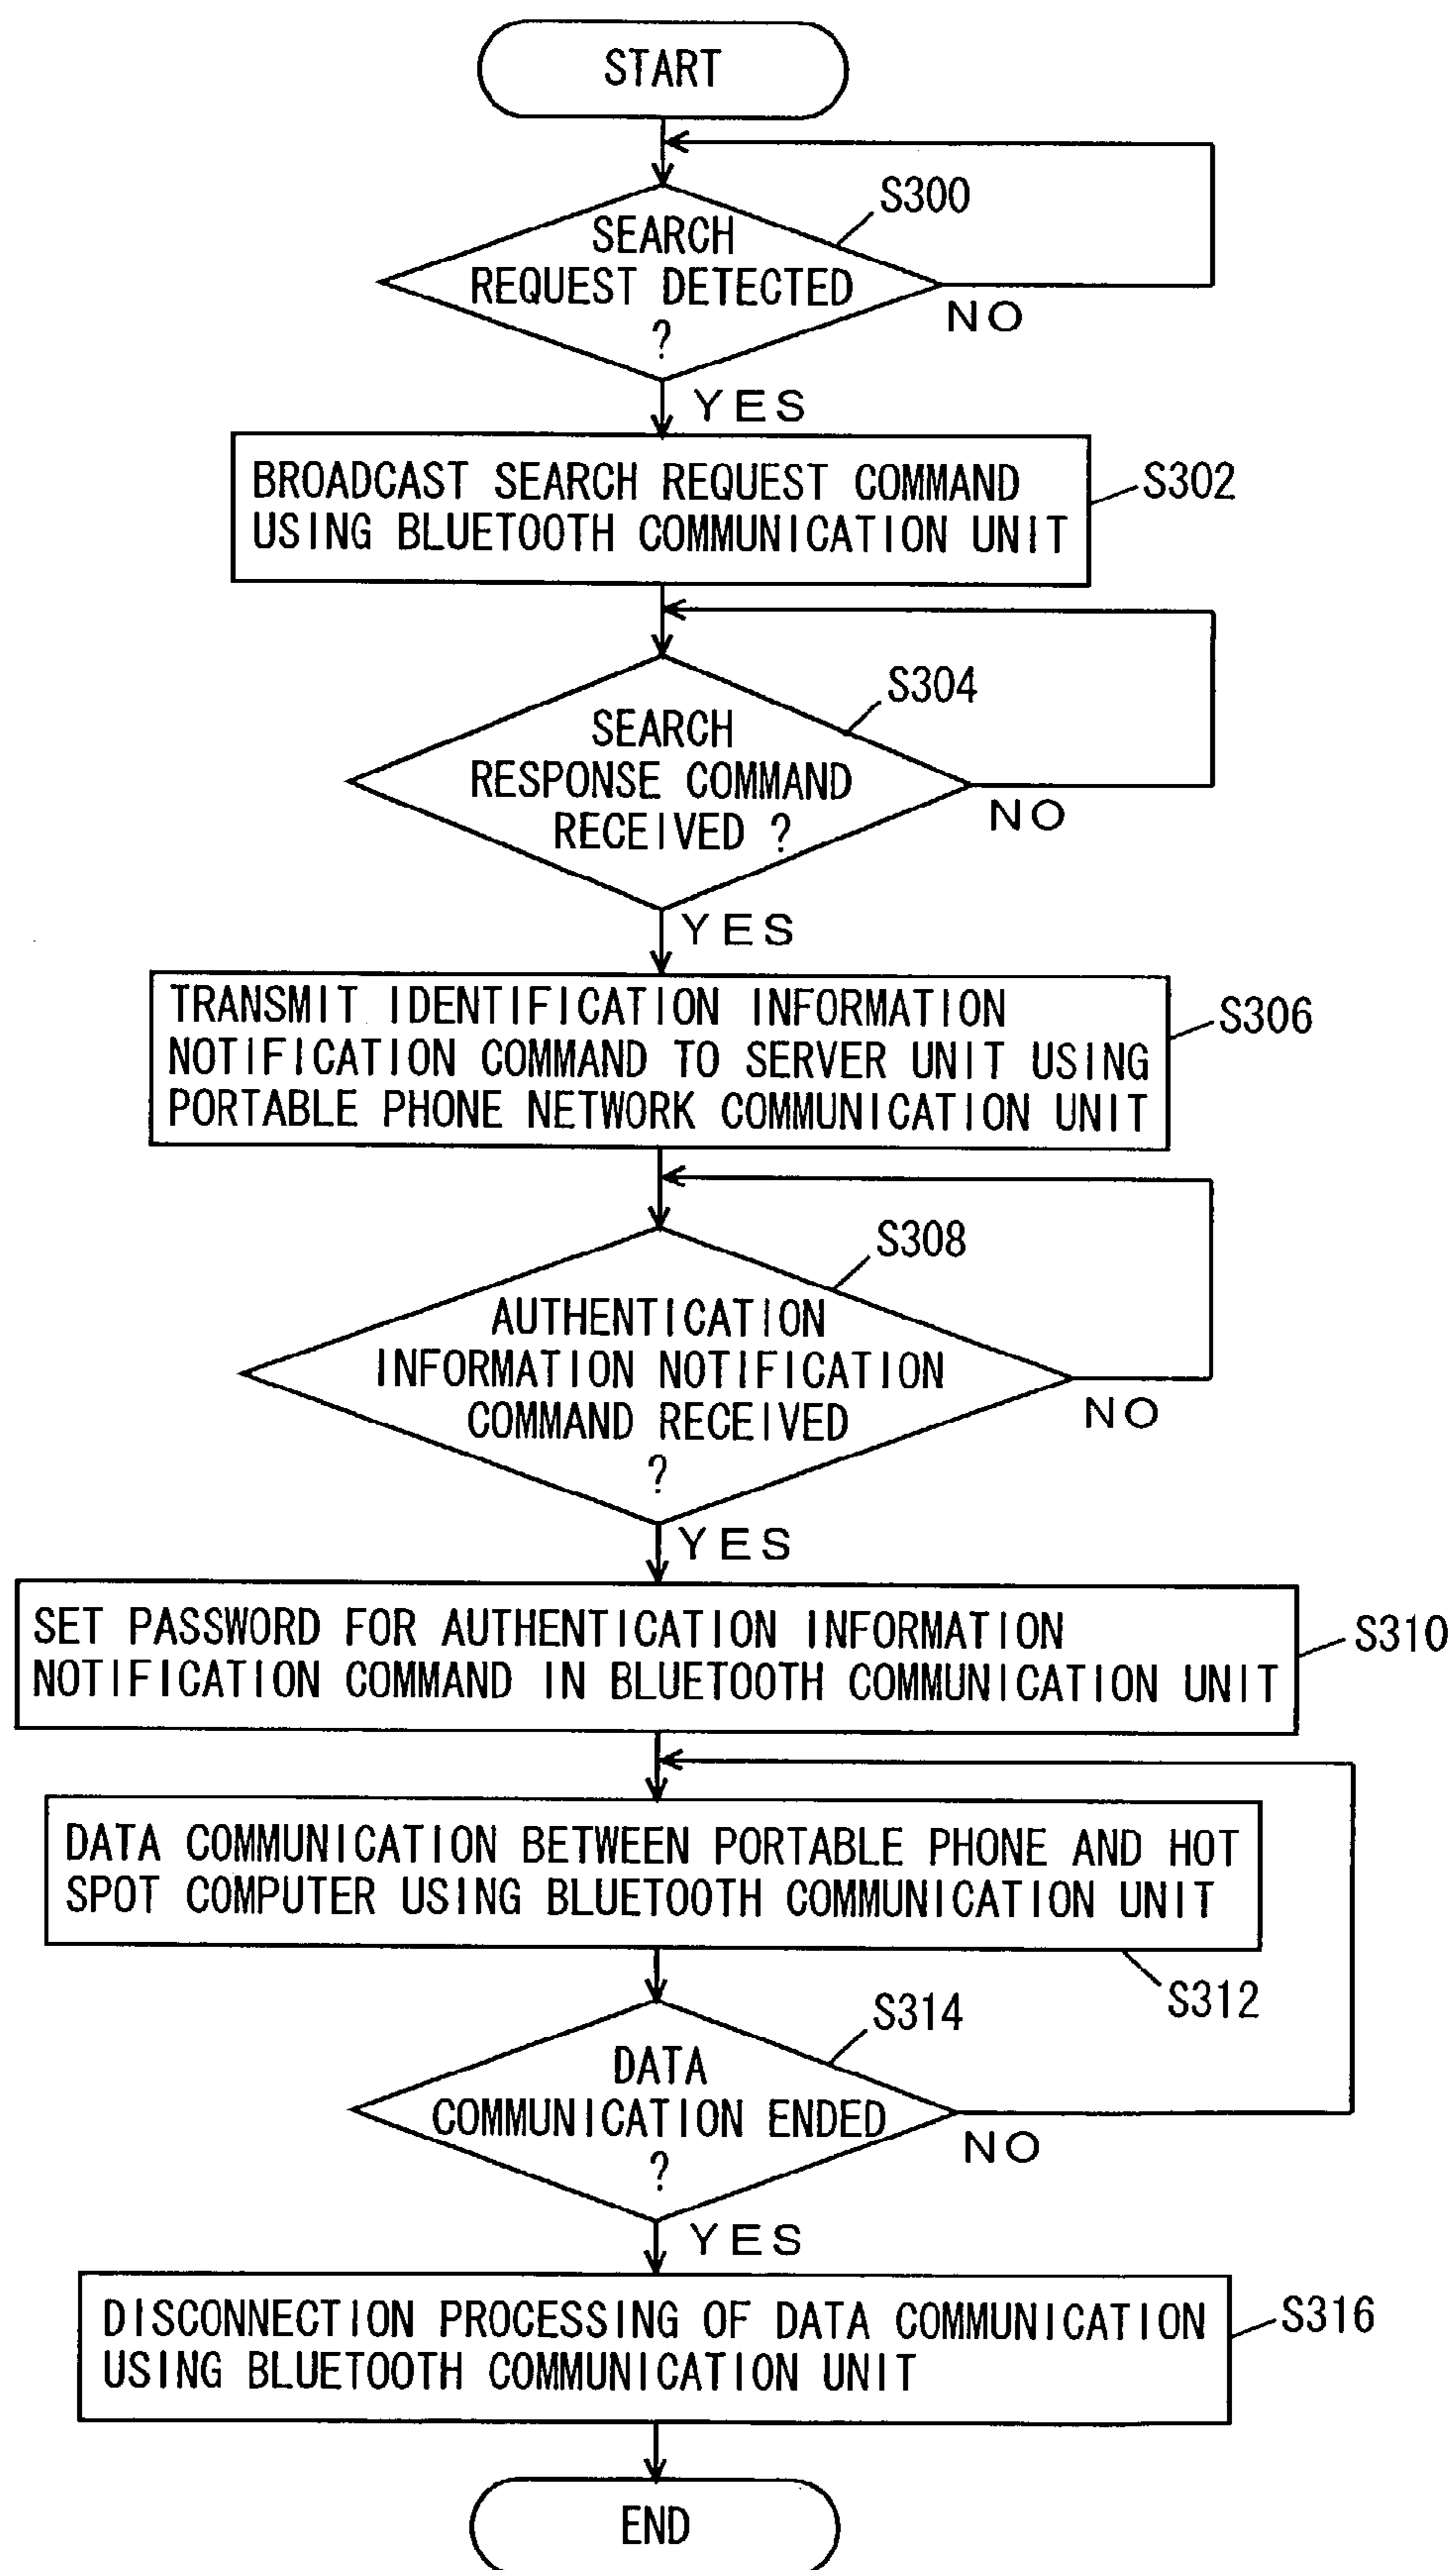 START
S300
SEARCH
REQUEST DETECTED
?
NO
YES
BROADCAST SEARCH REQUEST COMMAND
USING BLUETOOTH COMMUNICATION UNIT
S302
S304
SEARCH
RESPONSE COMMAND
RECEIVED ?
NO
YES
TRANSMIT IDENTIFICATION INFORMATION
NOTIFICATION COMMAND TO SERVER UNIT USING
PORTABLE PHONE NETWORK COMMUNICATION UNIT
S306
S308
AUTHENTICATION
INFORMATION NOTIFICATION
COMMAND RECEIVED
?
NO
YES
SET PASSWORD FOR AUTHENTICATION INFORMATION
NOTIFICATION COMMAND IN BLUETOOTH COMMUNICATION UNIT
S310
DATA COMMUNICATION BETWEEN PORTABLE PHONE AND HOT
SPOT COMPUTER USING BLUETOOTH COMMUNICATION UNIT
S312
S314
DATA
COMMUNICATION ENDED
?
NO
YES
DISCONNECTION PROCESSING OF DATA COMMUNICATION
USING BLUETOOTH COMMUNICATION UNIT
S316
END